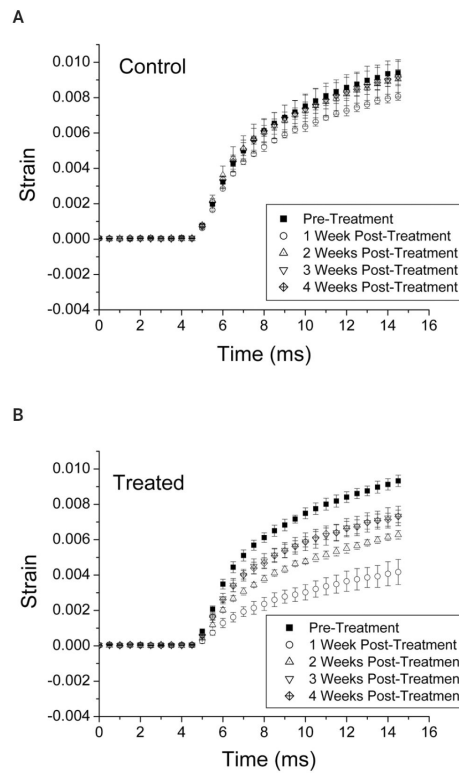 A
Control
0.010
0.008
0.006
0.004
0.002
0.000
-0.002
-0.004
Strain
Pre-Treatment
1 Week Post-Treatment
2 Weeks Post-Treatment
3 Weeks Post-Treatment
4 Weeks Post-Treatment
0 2 4 6 8 10 12 14 16
Time (ms)
B
Treated
0.010
0.008
0.006
0.004
0.002
0.000
-0.002
-0.004
Strain
Pre-Treatment
1 Week Post-Treatment
2 Weeks Post-Treatment
3 Weeks Post-Treatment
4 Weeks Post-Treatment
0 2 4 6 8 10 12 14 16
Time (ms)